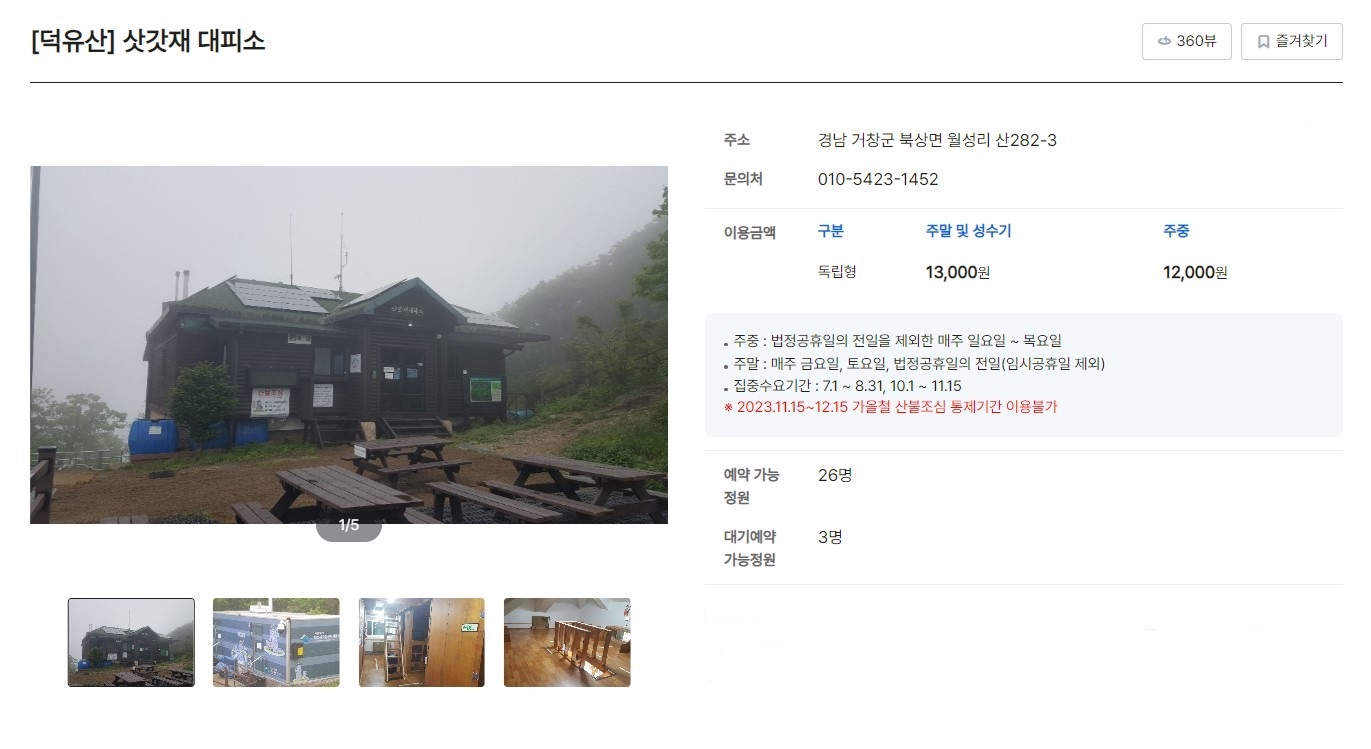 [덕유산] 삿갓재 대피소
360뷰
즐겨찾기
주소 경남 거창군 북상면 월성리 산282-3
문의처 010-5423-1452
이용금액 구분 주말 및 성수기 주중
독립형 13,000원 12,000원
주중 : 법정공휴일의 전일을 제외한 매주 일요일 ~ 목요일
주말 : 매주 금요일, 토요일, 법정공휴일의 전일(임시공휴일 제외)
집중수요기간 : 7.1 ~ 8.31, 10.1 ~ 11.15
※ 2023.11.15~12.15 가을철 산불조심 통제기간 이용불가
예약 가능 26명
정원
대기예약 3명
가능정원
산불조심
1/5